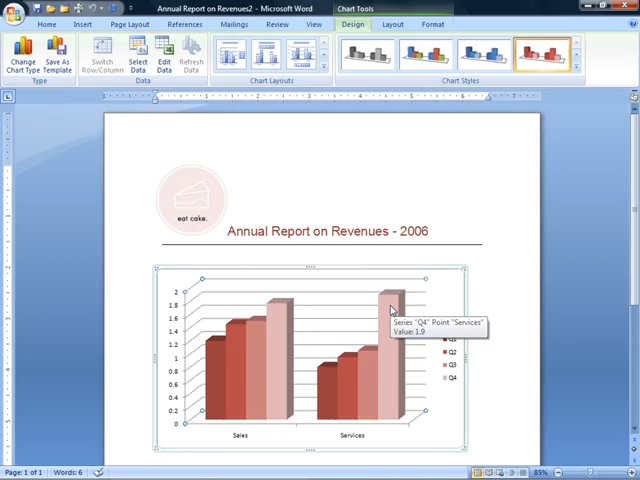 Annual Report on Revenues2 - Microsoft Word
Chart Tools
Home
Insert
Page Layout
References
Mailings
Review
View
Design
Layout
Format
Change Chart Type
Save As Template
Switch Row/Column
Select Data
Edit Data
Refresh Data
Type
Data
Chart Layouts
Chart Styles
eat cake.
Annual Report on Revenues - 2006
2
1.8
1.6
1.4
1.2
1
0.8
0.6
0.4
0.2
0
Sales
Services
Series "Q4" Point "Services"
Value: 1.9
Q2
Q3
Q4
Page: 1 of 1
Words: 6
85%